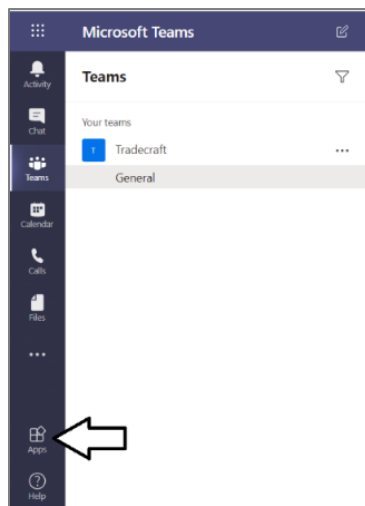 Microsoft Teams
Activity
Chat
Teams
Calendar
Calls
Files
Apps
Help
Teams
Your teams
T
Tradecraft
General